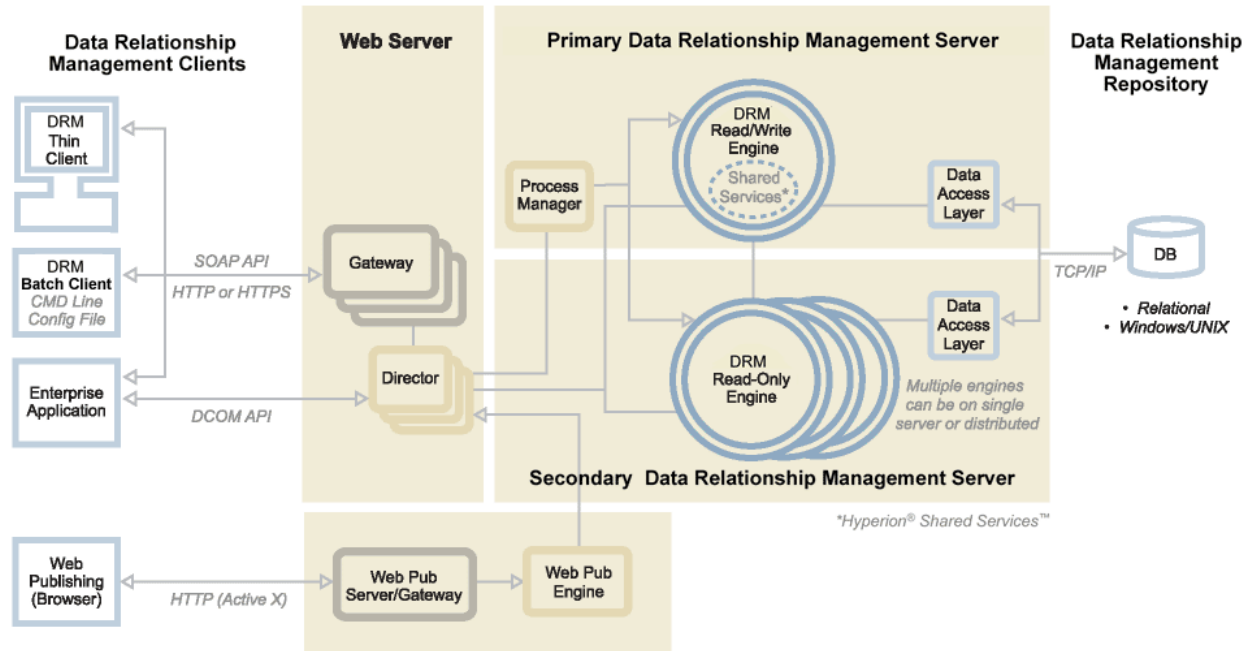 Data Relationship
Management Clients
Web Server
Primary Data Relationship Management Server
Data Relationship
Management
Repository
DRM
Thin
Client
DRM
Read/Write
Engine
Shared
Services*
Process
Manager
Data
Access
Layer
DRM
Batch Client
CMD Line
Config File
SOAP API
HTTP or HTTPS
Gateway
TCP/IP
DB
• Relational
• Windows/UNIX
Data
Access
Layer
Enterprise
Application
DCOM API
Director
DRM
Read-Only
Engine
Multiple engines
can be on single
server or distributed
Secondary Data Relationship Management Server
*Hyperion® Shared Services™
Web
Publishing
(Browser)
HTTP (Active X)
Web Pub
Server/Gateway
Web Pub
Engine